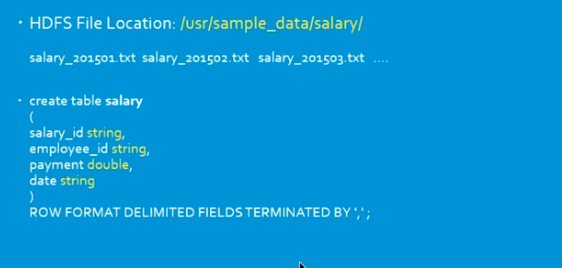 • HDFS File Location: /usr/sample_data/salary/
salary_201501.txt salary_201502.txt salary_201503.txt ....
• create table salary
(
salary_id string,
employee_id string,
payment double,
date string
)
ROW FORMAT DELIMITED FIELDS TERMINATED BY ',' ;